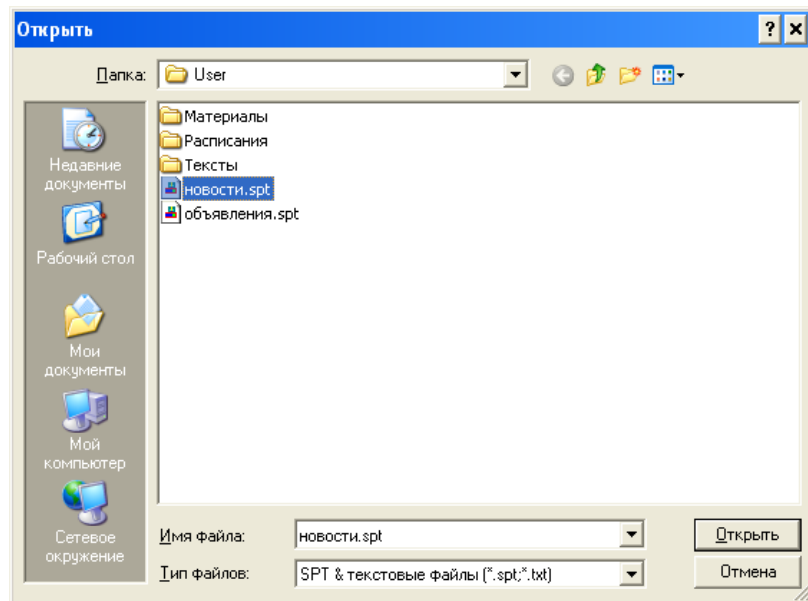 Открыть
Папка: User
Материалы
Расписания
Тексты
новости.spt
объявления.spt
Недавние
документы
Рабочий стол
Мои
документы
Мой
компьютер
Сетевое
окружение
Имя файла: новости.spt Открыть
Тип файлов: SPT & текстовые файлы (*.spt;*.txt) Отмена